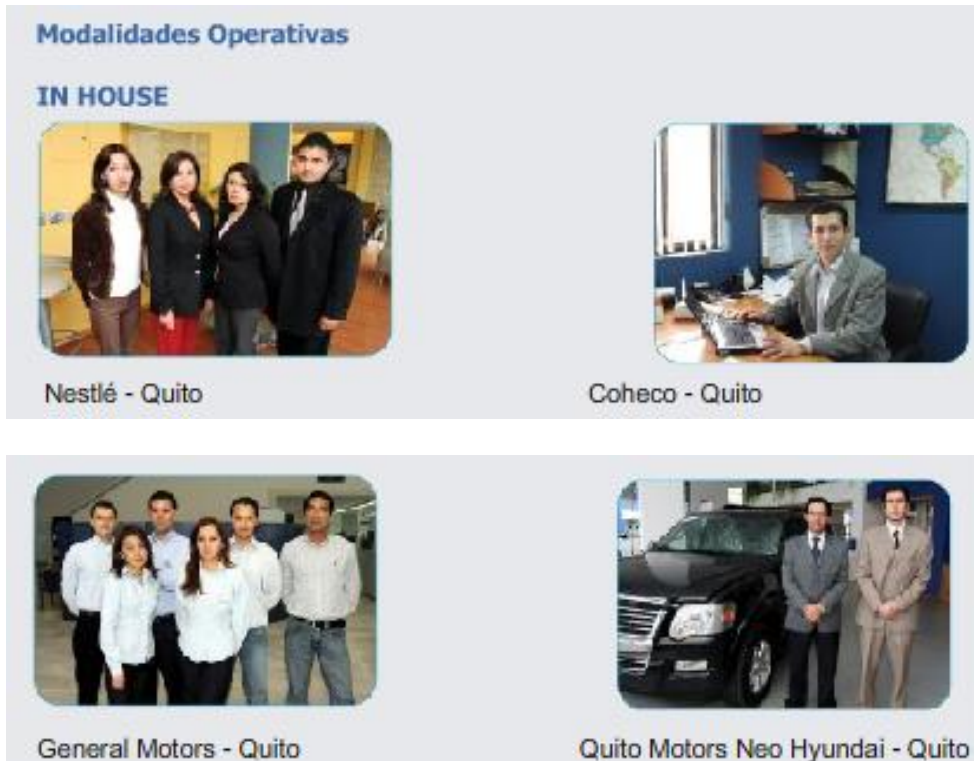 Modalidades Operativas
IN HOUSE
Nestlé - Quito
Coheco - Quito
General Motors - Quito
Quito Motors Neo Hyundai - Quito